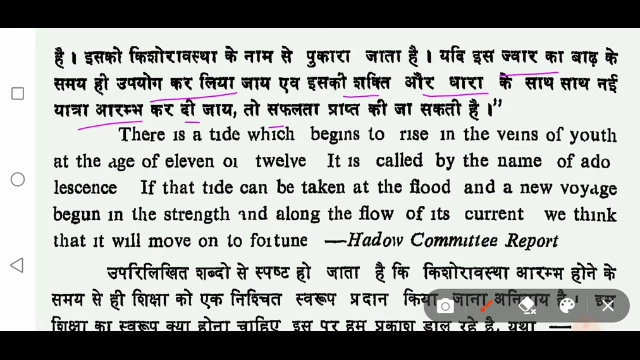 है। इसको किशोरावस्था के नाम से पुकारा जाता है। यदि इस ज्वार का बाढ़ के
समय ही उपयोग कर लिया जाय एव इसकी शक्ति और धारा के साथ साथ नई
यात्रा आरम्भ कर दी जाय, तो सफलता प्राप्त की जा सकती है।"
There is a tide which begins to rise in the veins of youth
at the age of eleven or twelve It is called by the name of ado
lescence If that tide can be taken at the flood and a new voyage
begun in the strength and along the flow of its current we think
that it will move on to fortune —Hadow Committee Report
उपरिलिखित शब्दो से स्पष्ट हो जाता है कि किशोरावस्था आरम्भ होने के
समय से ही शिक्षा को एक निश्चित स्वरूप प्रदान किया जाना अनिवाय है। इस
शिक्षा का स्वरूप क्या होना चाहिए इस पर हम प्रकाश डाल रहे है, यथा —